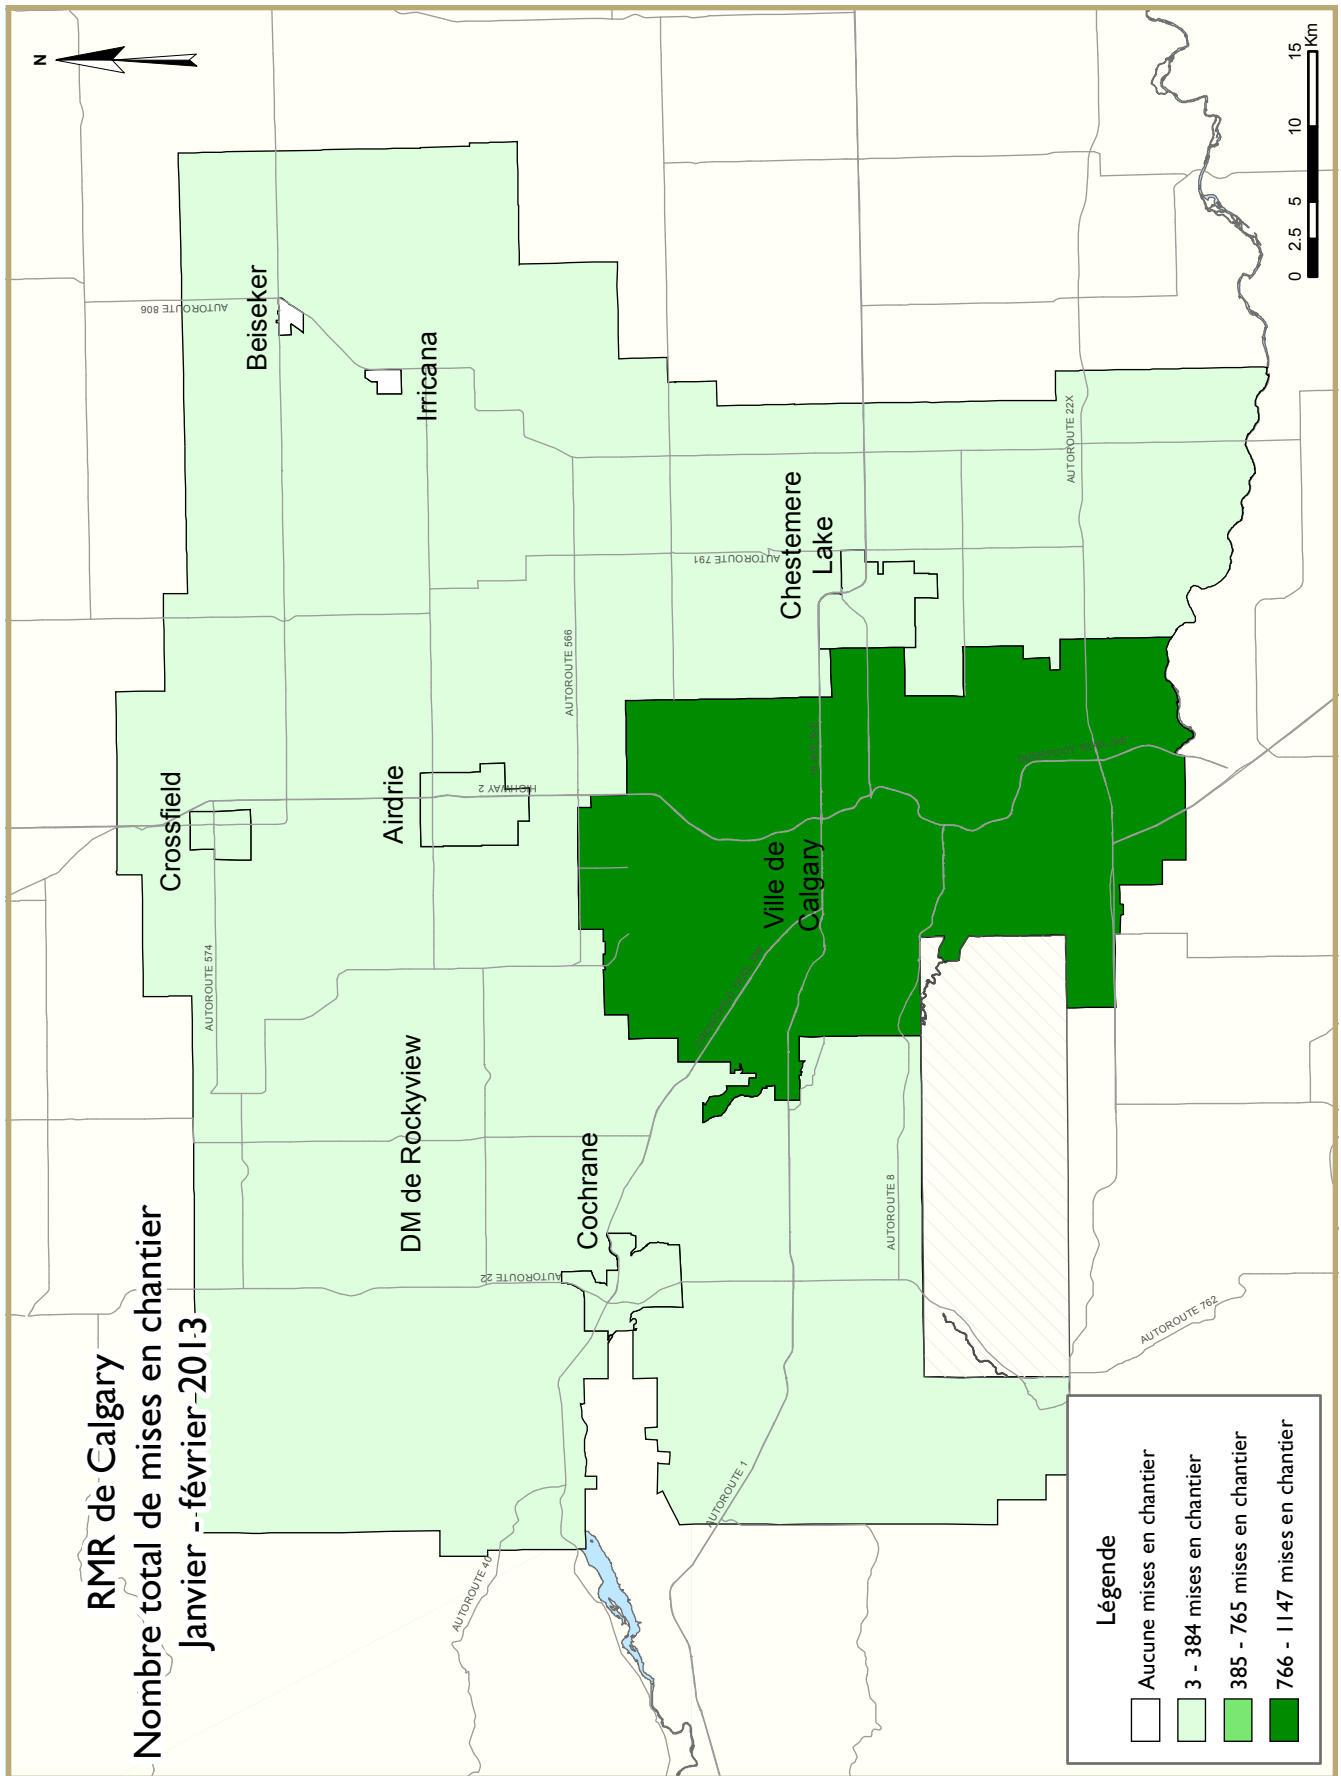 RMR de Calgary
Nombre total de mises en chantier
Janvier - février 2013
N
Crossfield
Beiseker
Irricana
Airdrie
DM de Rockyview
Cochrane
Chestemere
Lake
Ville de
Calgary
AUTOROUTE 574
AUTOROUTE 806
AUTOROUTE 566
HIGHWAY 2
AUTOROUTE 791
AUTOROUTE 22
AUTOROUTE 40
AUTOROUTE 1
AUTOROUTE 8
AUTOROUTE 22X
AUTOROUTE 762
Légende
Aucune mises en chantier
3 - 384 mises en chantier
385 - 765 mises en chantier
766 - 1147 mises en chantier
0 2.5 5 10 15
Km